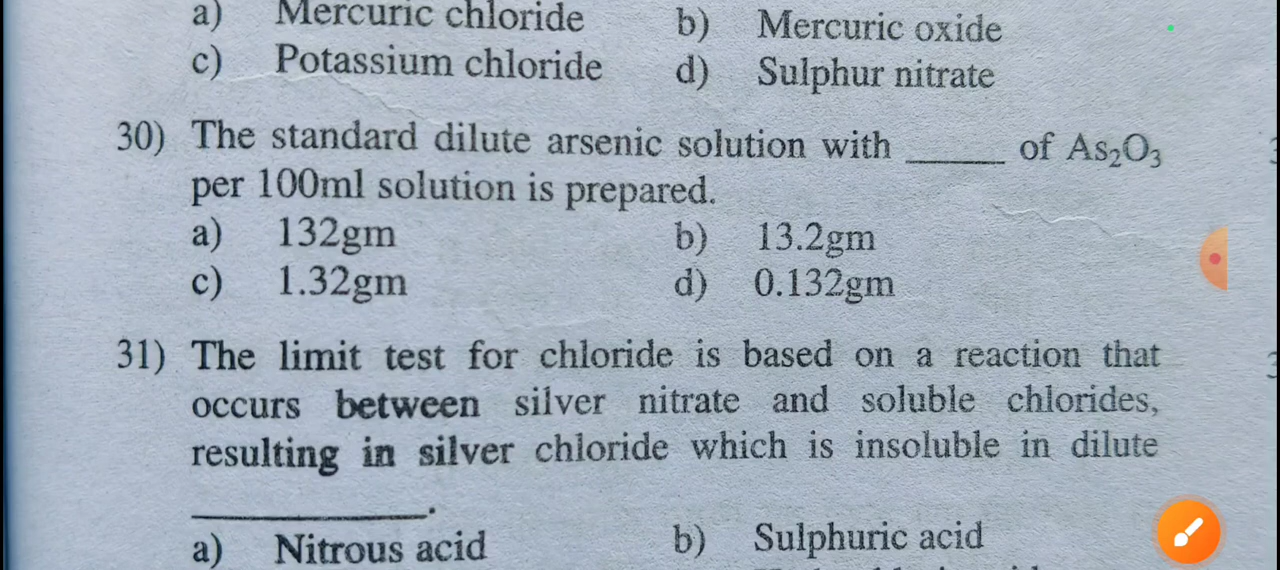 a) Mercuric chloride b) Mercuric oxide
c) Potassium chloride d) Sulphur nitrate
30) The standard dilute arsenic solution with ______ of As₂O₃
per 100ml solution is prepared.
a) 132gm b) 13.2gm
c) 1.32gm d) 0.132gm
31) The limit test for chloride is based on a reaction that
occurs between silver nitrate and soluble chlorides,
resulting in silver chloride which is insoluble in dilute
______________.
a) Nitrous acid b) Sulphuric acid